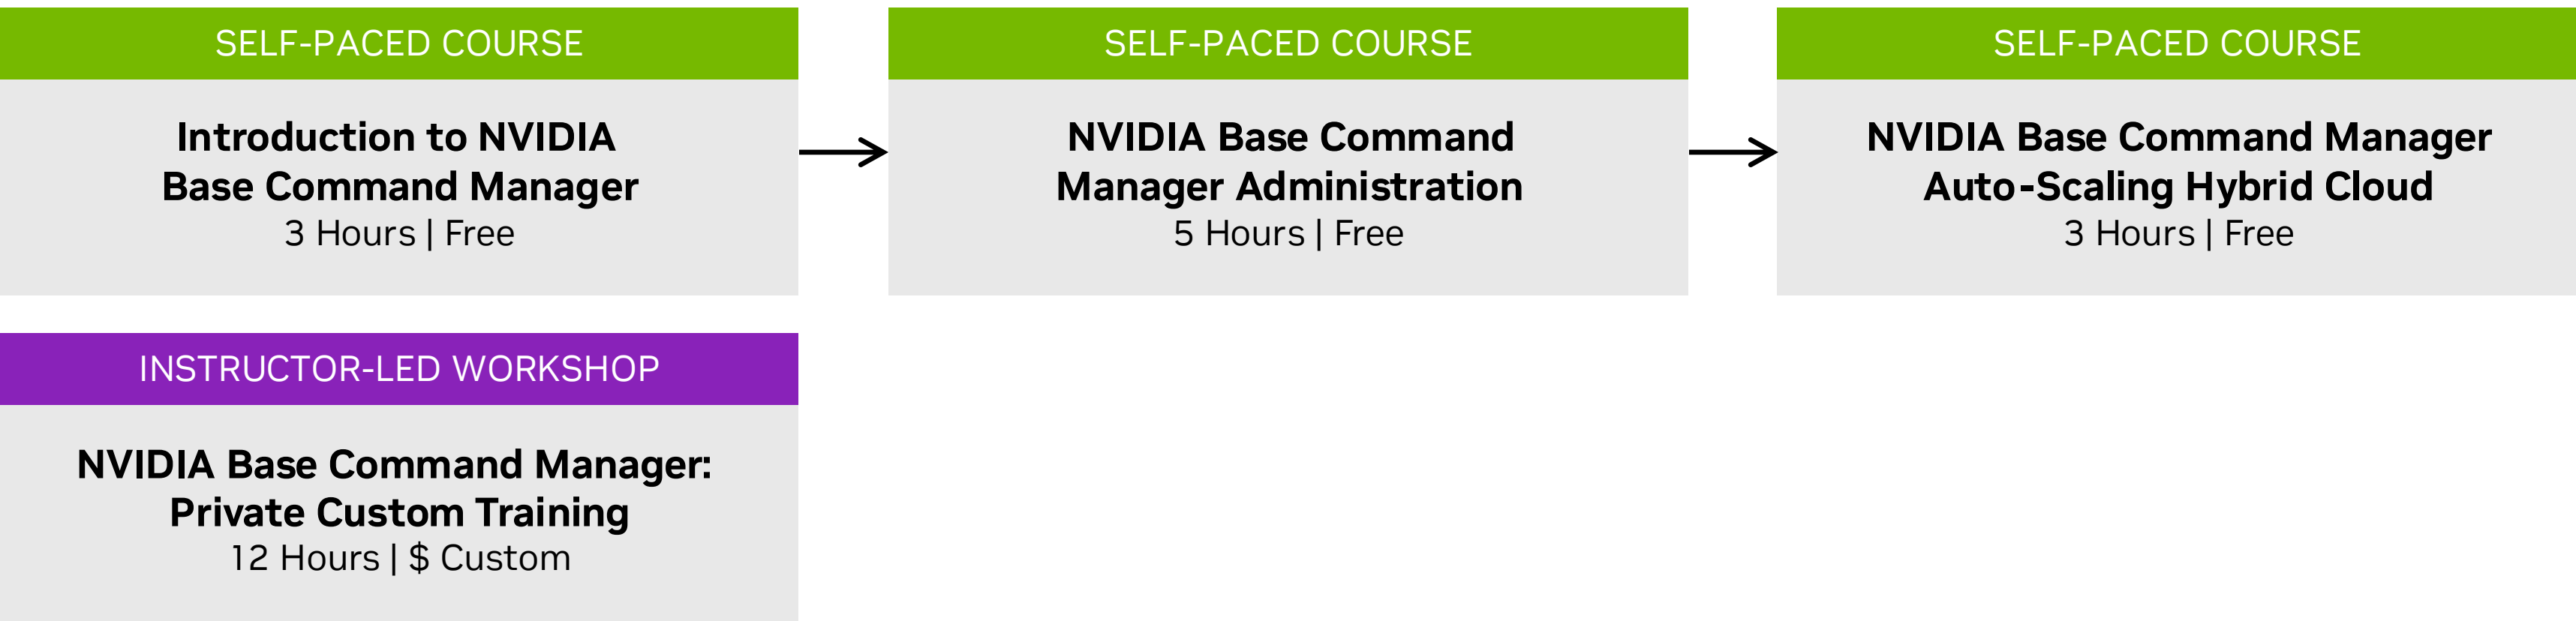 SELF-PACED COURSE
Introduction to NVIDIA
Base Command Manager
3 Hours | Free
SELF-PACED COURSE
NVIDIA Base Command
Manager Administration
5 Hours | Free
SELF-PACED COURSE
NVIDIA Base Command Manager
Auto-Scaling Hybrid Cloud
3 Hours | Free
INSTRUCTOR-LED WORKSHOP
NVIDIA Base Command Manager:
Private Custom Training
12 Hours | $ Custom